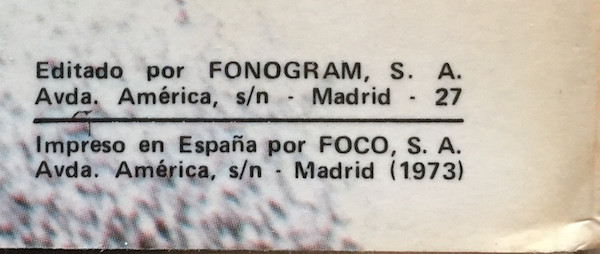 Editado por FONOGRAM, S. A.
Avda. América, s/n - Madrid - 27
Impreso en España por FOCO, S. A.
Avda. América, s/n - Madrid (1973)